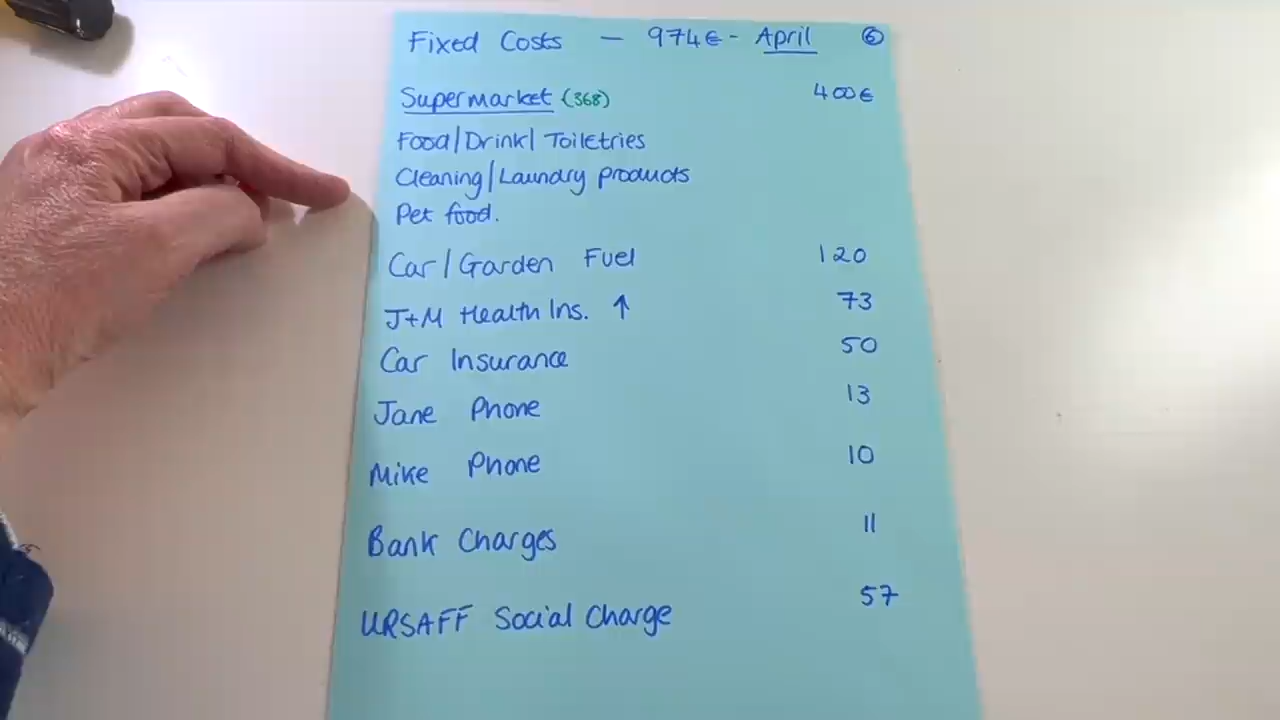 Fixed Costs — 974€ - April ⑥
Supermarket (368) 400€
Food/Drink/Toiletries
Cleaning/Laundry products
Pet food.
Car/Garden Fuel 120
J+M Health Ins. ↑ 73
Car Insurance 50
Jane Phone 13
Mike Phone 10
Bank Charges 11
URSAFF Social Charge 57